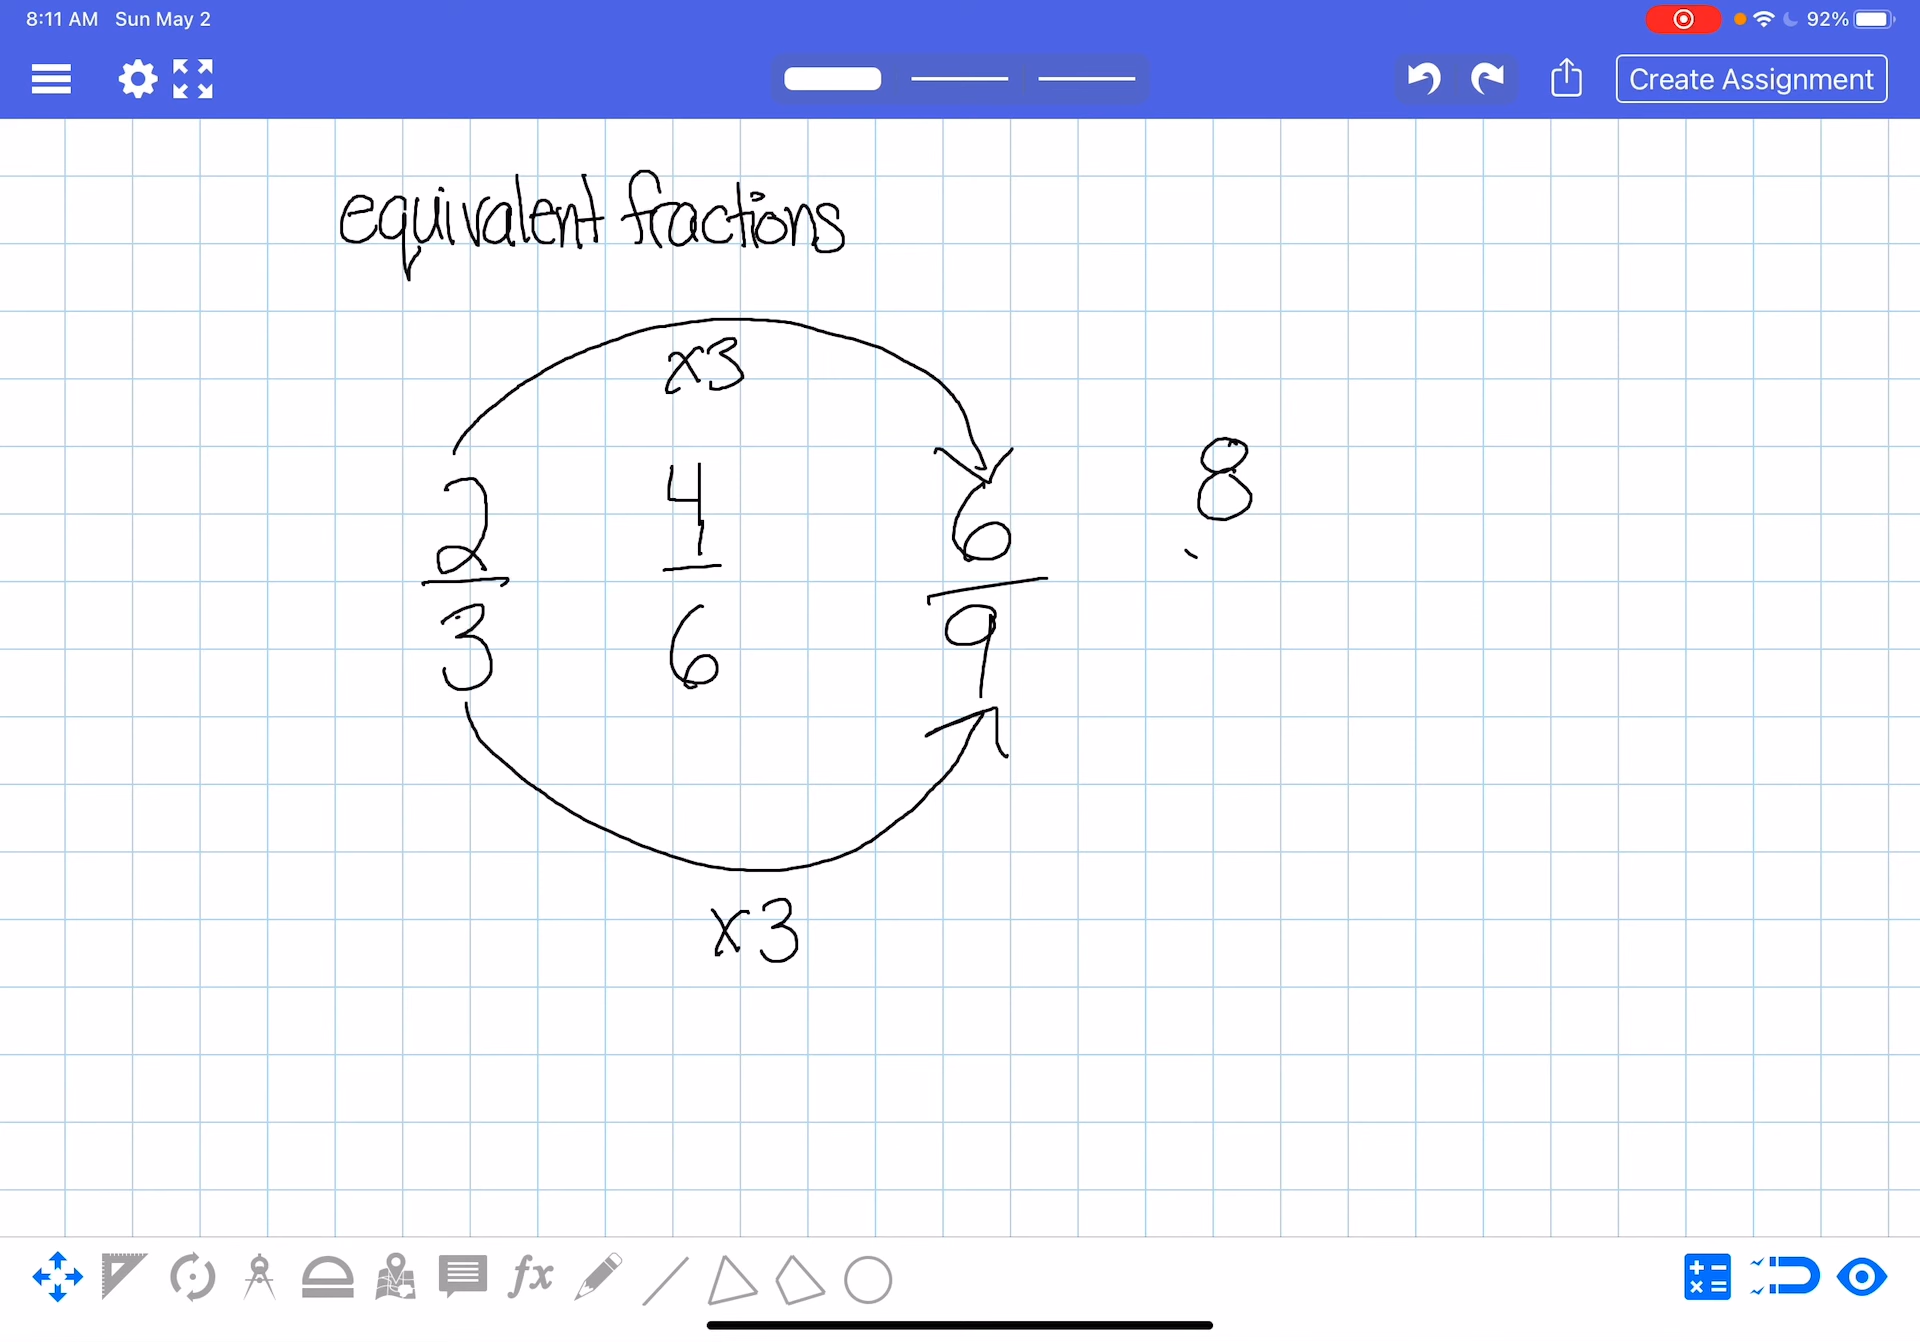 8:11 AM Sun May 2
92%
Create Assignment
equivalent fractions
x3
2 4 6 8
3 6 9
x3
fx